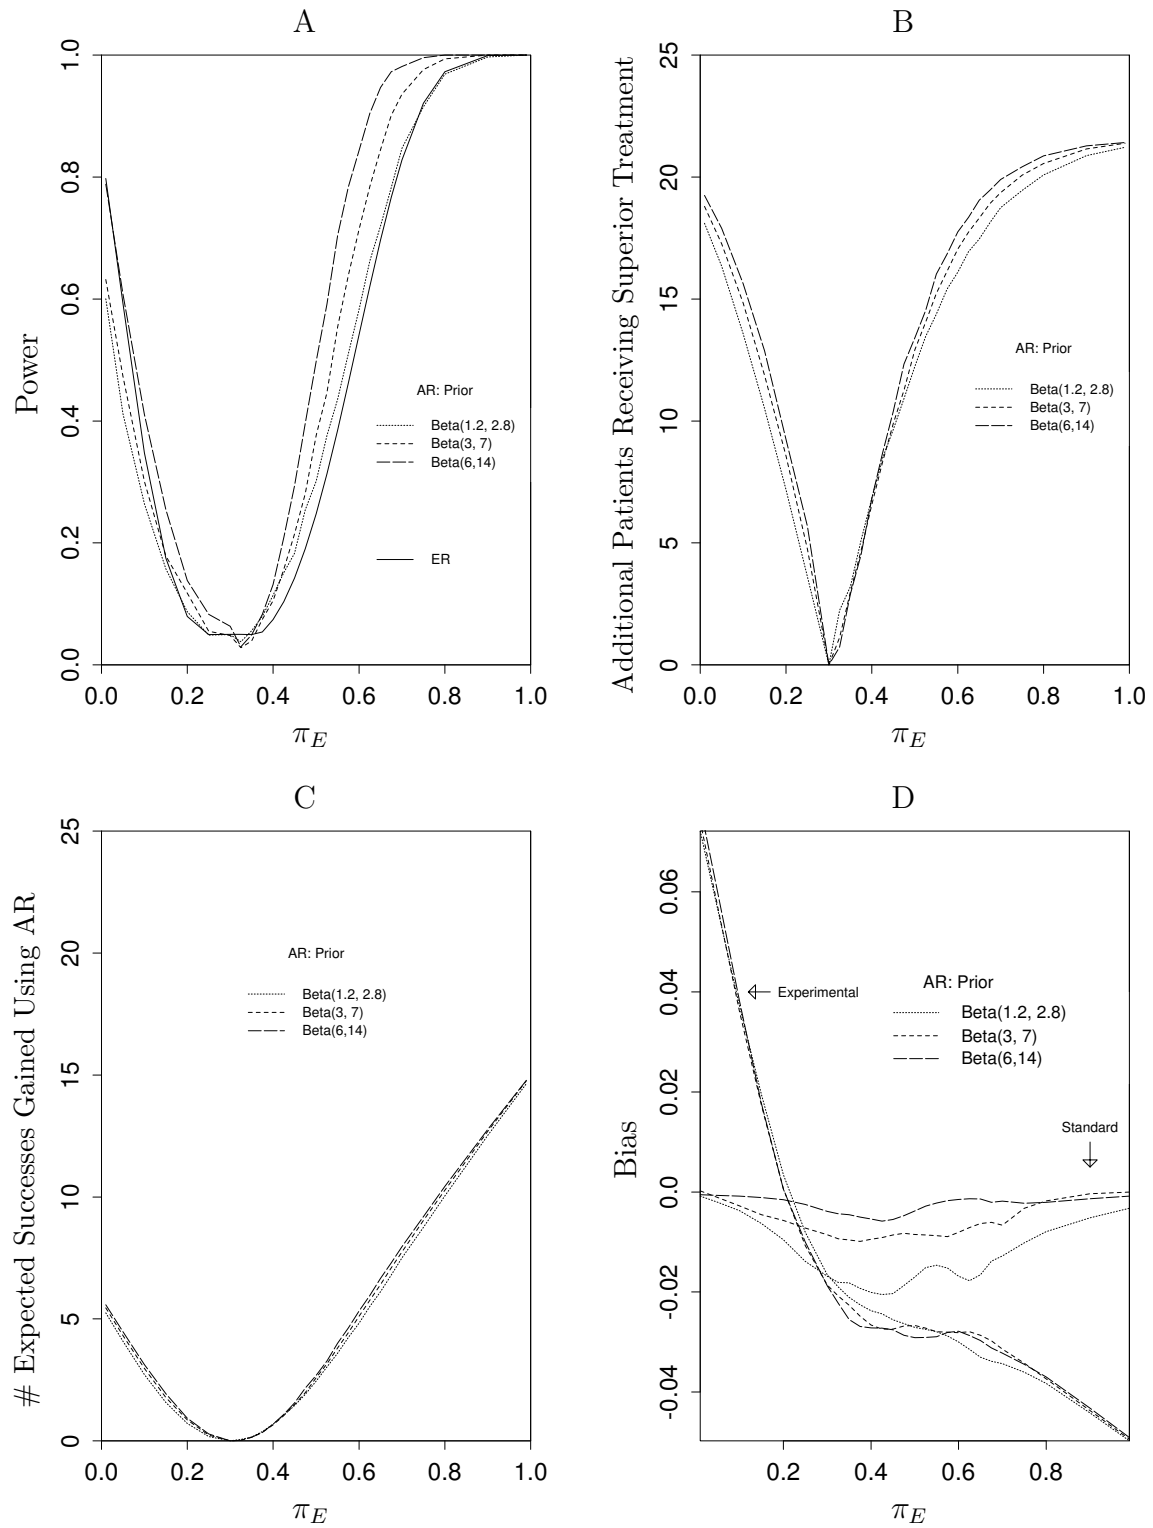 A
Power
1.0
0.8
0.6
0.4
0.2
0.0
AR: Prior
Beta(1.2, 2.8)
Beta(3, 7)
Beta(6,14)
ER
0.0 0.2 0.4 0.6 0.8 1.0
π_E
B
Additional Patients Receiving Superior Treatment
25
20
15
10
5
0
AR: Prior
Beta(1.2, 2.8)
Beta(3, 7)
Beta(6,14)
0.0 0.2 0.4 0.6 0.8 1.0
π_E
C
# Expected Successes Gained Using AR
25
20
15
10
5
0
AR: Prior
Beta(1.2, 2.8)
Beta(3, 7)
Beta(6,14)
0.0 0.2 0.4 0.6 0.8 1.0
π_E
D
Bias
0.06
0.04
0.02
0.0
-0.02
-0.04
Experimental
AR: Prior
Beta(1.2, 2.8)
Beta(3, 7)
Beta(6,14)
Standard
0.2 0.4 0.6 0.8
π_E